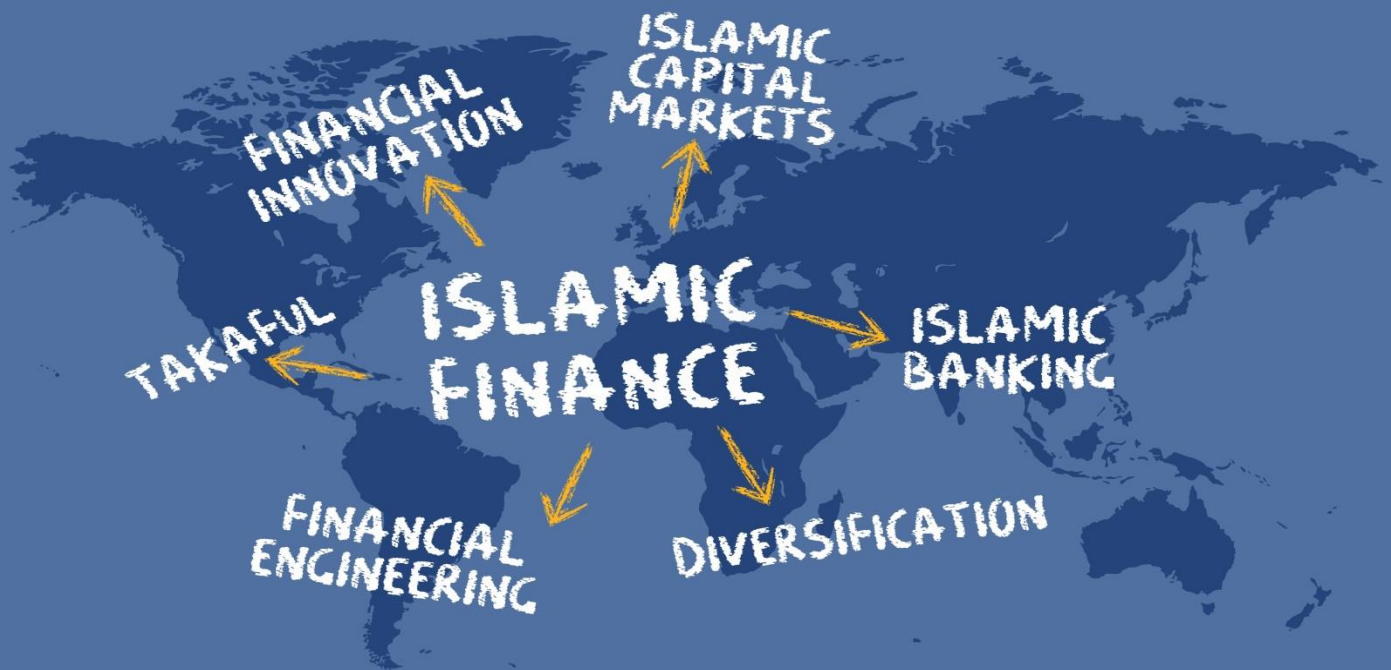 ISLAMIC
CAPITAL
MARKETS
FINANCIAL
INNOVATION
ISLAMIC
FINANCE
TAKAFUL
ISLAMIC
BANKING
FINANCIAL
ENGINEERING
DIVERSIFICATION